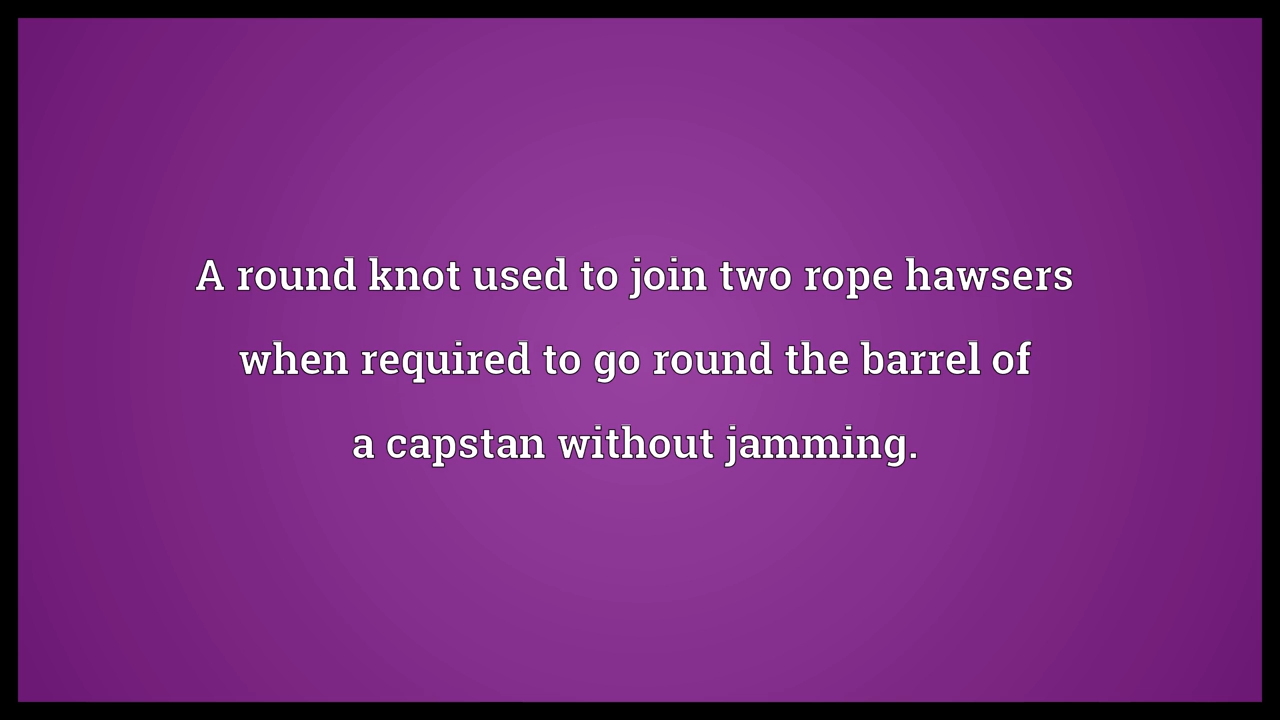 A round knot used to join two rope hawsers
when required to go round the barrel of
a capstan without jamming.